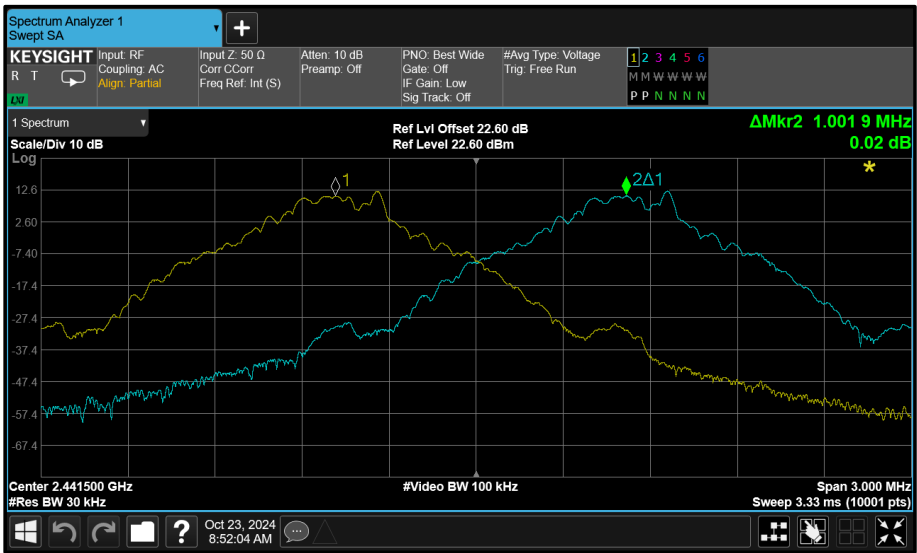 Spectrum Analyzer 1
Swept SA
+
KEYSIGHT
R T
LXI
Input: RF
Coupling: AC
Align: Partial
Input Z: 50 Ω
Corr CCorr
Freq Ref: Int (S)
Atten: 10 dB
Preamp: Off
PNO: Best Wide
Gate: Off
IF Gain: Low
Sig Track: Off
#Avg Type: Voltage
Trig: Free Run
1 2 3 4 5 6
M M W W W W
P P N N N N
1 Spectrum
Scale/Div 10 dB
Ref Lvl Offset 22.60 dB
Ref Level 22.60 dBm
ΔMkr2 1.001 9 MHz
0.02 dB
Log
*
1
2Δ1
12.6
2.60
-7.40
-17.4
-27.4
-37.4
-47.4
-57.4
-67.4
Center 2.441500 GHz
#Video BW 100 kHz
Span 3.000 MHz
#Res BW 30 kHz
Sweep 3.33 ms (10001 pts)
?
Oct 23, 2024
8:52:04 AM